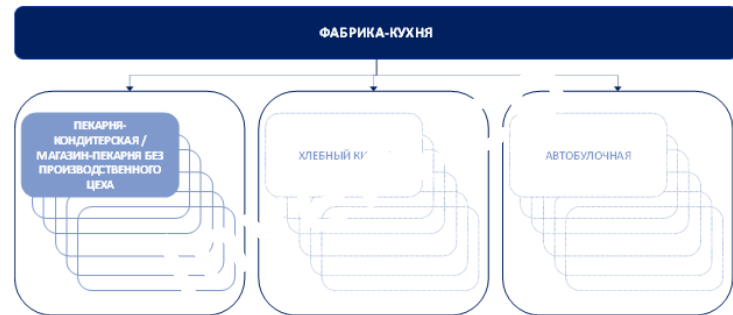 ФАБРИКА-КУХНЯ
ПЕКАРНЯ-
КОНДИТЕРСКАЯ /
МАГАЗИН-ПЕКАРНЯ БЕЗ
ПРОИЗВОДСТВЕННОГО
ЦЕХА
ХЛЕБНЫЙ
АВТОБУЛОЧНАЯ